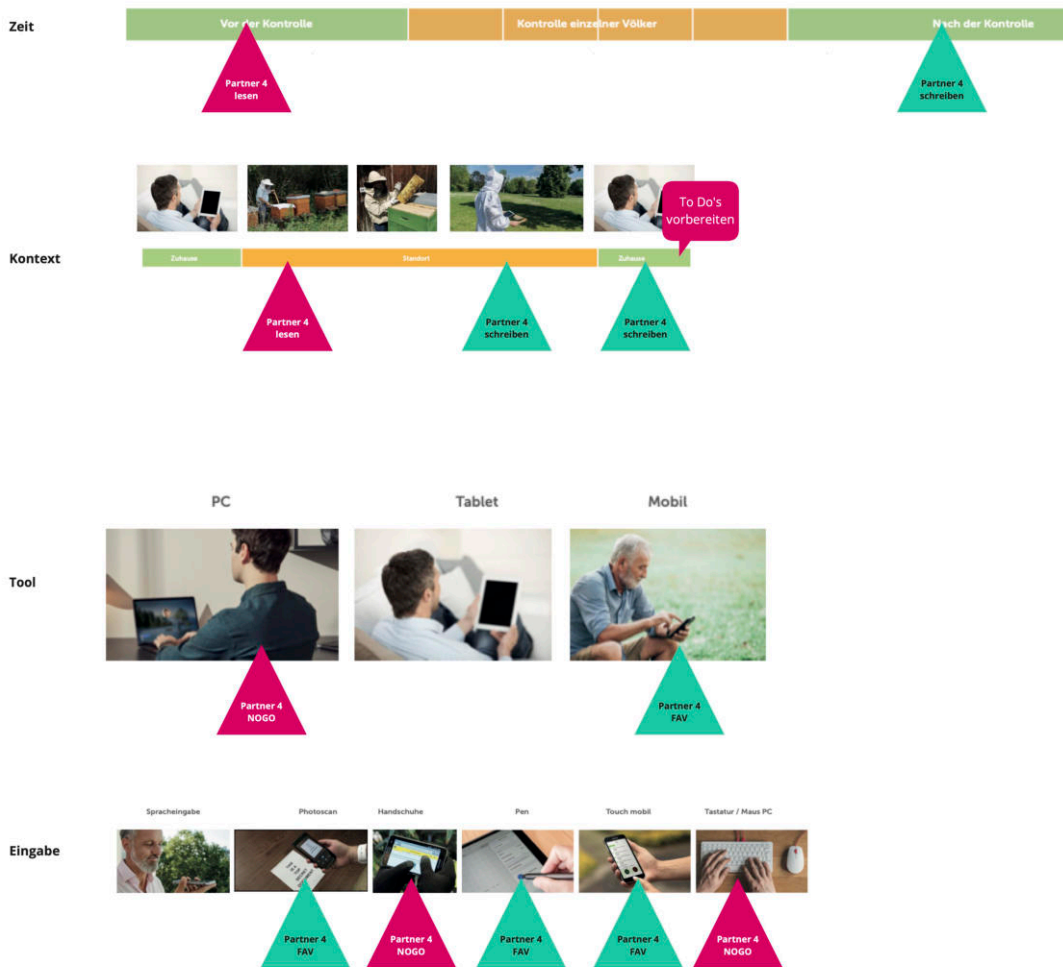 Zeit
Vor der Kontrolle
Kontrolle einzelner Völker
Nach der Kontrolle
Partner 4
lesen
Partner 4
schreiben
To Do's
vorbereiten
Kontext
Zuhause
Standort
Zuhause
Partner 4
lesen
Partner 4
schreiben
Partner 4
schreiben
PC
Tablet
Mobil
Tool
Partner 4
NOGO
Partner 4
FAV
Spracheingabe
Photoscan
Handschuhe
Pen
Touch mobil
Tastatur / Maus PC
Eingabe
Partner 4
FAV
Partner 4
NOGO
Partner 4
FAV
Partner 4
FAV
Partner 4
NOGO